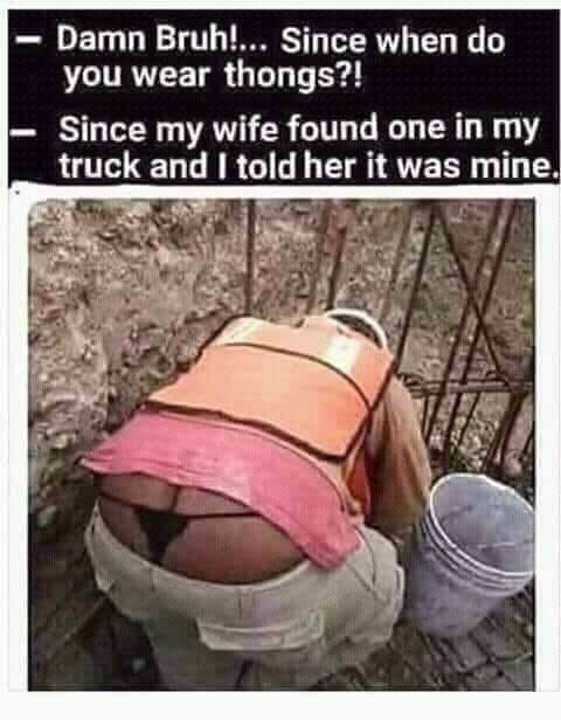 – Damn Bruh!... Since when do
you wear thongs?!
– Since my wife found one in my
truck and I told her it was mine.